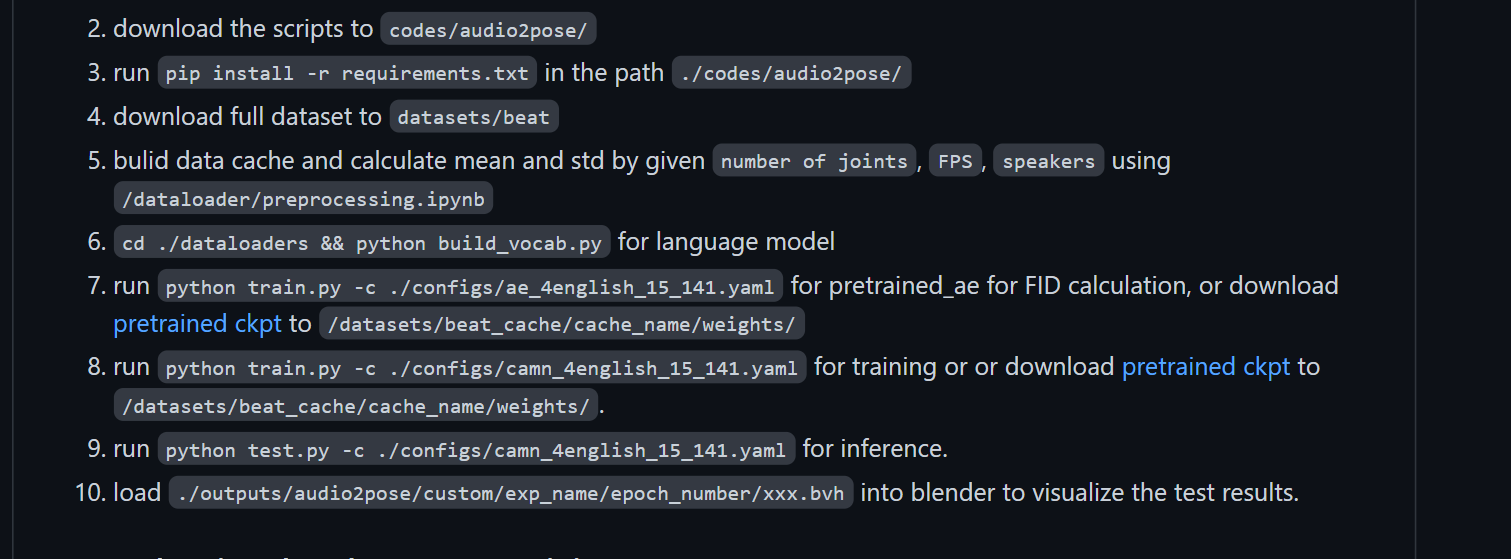 2. download the scripts to codes/audio2pose/
3. run pip install -r requirements.txt in the path ./codes/audio2pose/
4. download full dataset to datasets/beat
5. bulid data cache and calculate mean and std by given number of joints, FPS, speakers using
/dataloader/preprocessing.ipynb
6. cd ./dataloaders && python build_vocab.py for language model
7. run python train.py -c ./configs/ae_4english_15_141.yaml for pretrained_ae for FID calculation, or download
pretrained ckpt to /datasets/beat_cache/cache_name/weights/
8. run python train.py -c ./configs/camn_4english_15_141.yaml for training or or download pretrained ckpt to
/datasets/beat_cache/cache_name/weights/.
9. run python test.py -c ./configs/camn_4english_15_141.yaml for inference.
10. load ./outputs/audio2pose/custom/exp_name/epoch_number/xxx.bvh into blender to visualize the test results.